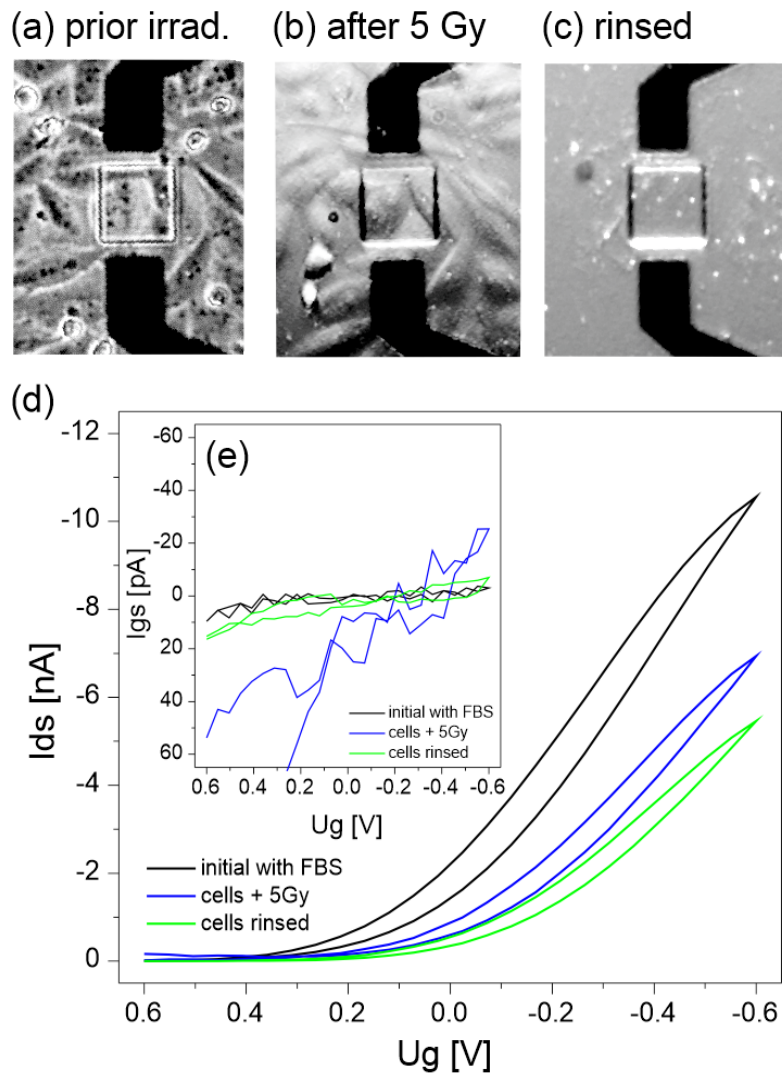 (a) prior irrad.
(b) after 5 Gy
(c) rinsed
(d)
-12
-10
-8
-6
-4
-2
0
Ids [nA]
0.6 0.4 0.2 0.0 -0.2 -0.4 -0.6
Ug [V]
initial with FBS
cells + 5Gy
cells rinsed
(e)
-60
-40
-20
0
20
40
60
Igs [pA]
0.6 0.4 0.2 0.0 -0.2 -0.4 -0.6
Ug [V]
initial with FBS
cells + 5Gy
cells rinsed